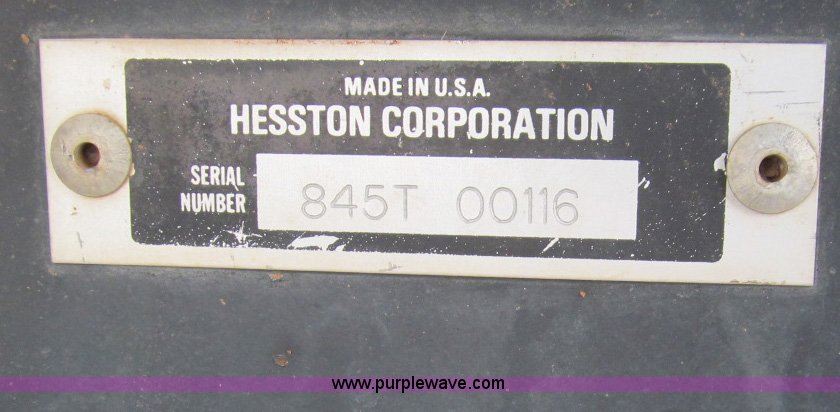 MADE IN U.S.A.
HESSTON CORPORATION
SERIAL
NUMBER
845T 00116
www.purplewave.com